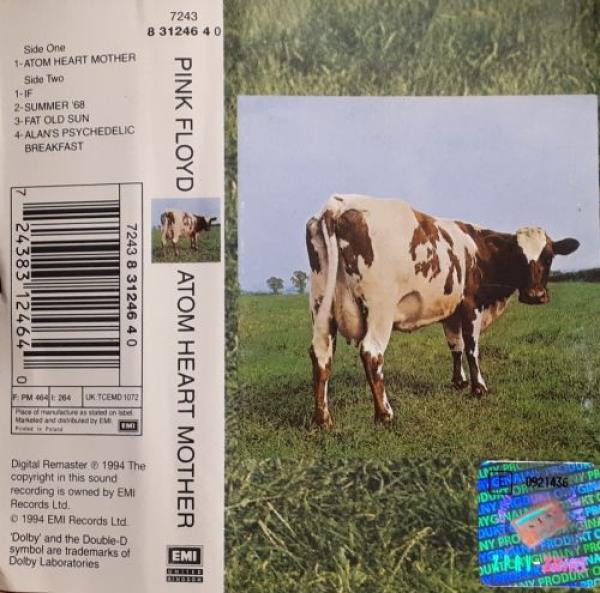 7243
8 31246 4 0
Side One
1-ATOM HEART MOTHER
Side Two
1-IF
2-SUMMER '68
3-FAT OLD SUN
4-ALAN'S PSYCHEDELIC
BREAKFAST
7243 8 31246 4 0
7 24383 12464 0
F: PM 464 I: 264 UK:TCEMD 1072
Place of manufacture as stated on label.
Marketed and distributed by EMI.
Printed in Poland
EMI
Digital Remaster ℗ 1994 The
copyright in this sound
recording is owned by EMI
Records Ltd.
© 1994 EMI Records Ltd.
'Dolby' and the Double-D
symbol are trademarks of
Dolby Laboratories
PINK FLOYD
ATOM HEART MOTHER
EMI
UNITED
KINGDOM
0921436